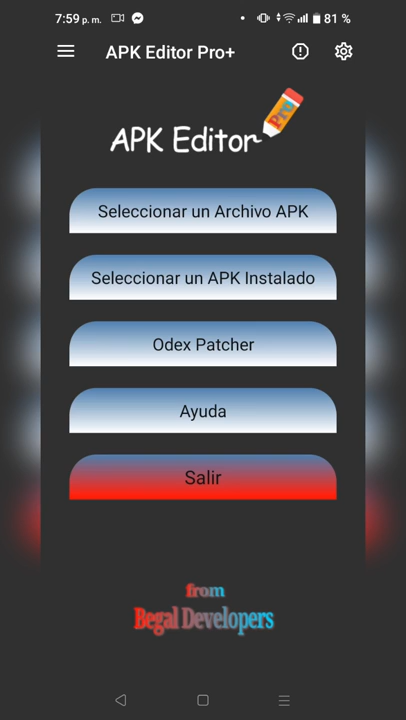 7:59 p. m. 81 %
APK Editor Pro+
APK Editor
Pro
Seleccionar un Archivo APK
Seleccionar un APK Instalado
Odex Patcher
Ayuda
Salir
from
Begal Developers